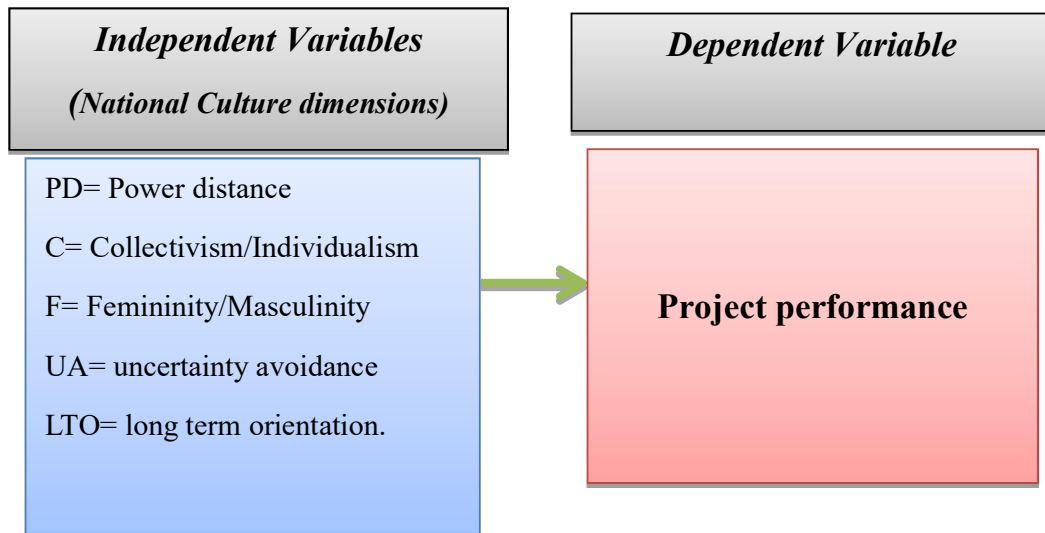 Independent Variables
(National Culture dimensions)
PD= Power distance
C= Collectivism/Individualism
F= Femininity/Masculinity
UA= uncertainty avoidance
LTO= long term orientation.
Dependent Variable
Project performance